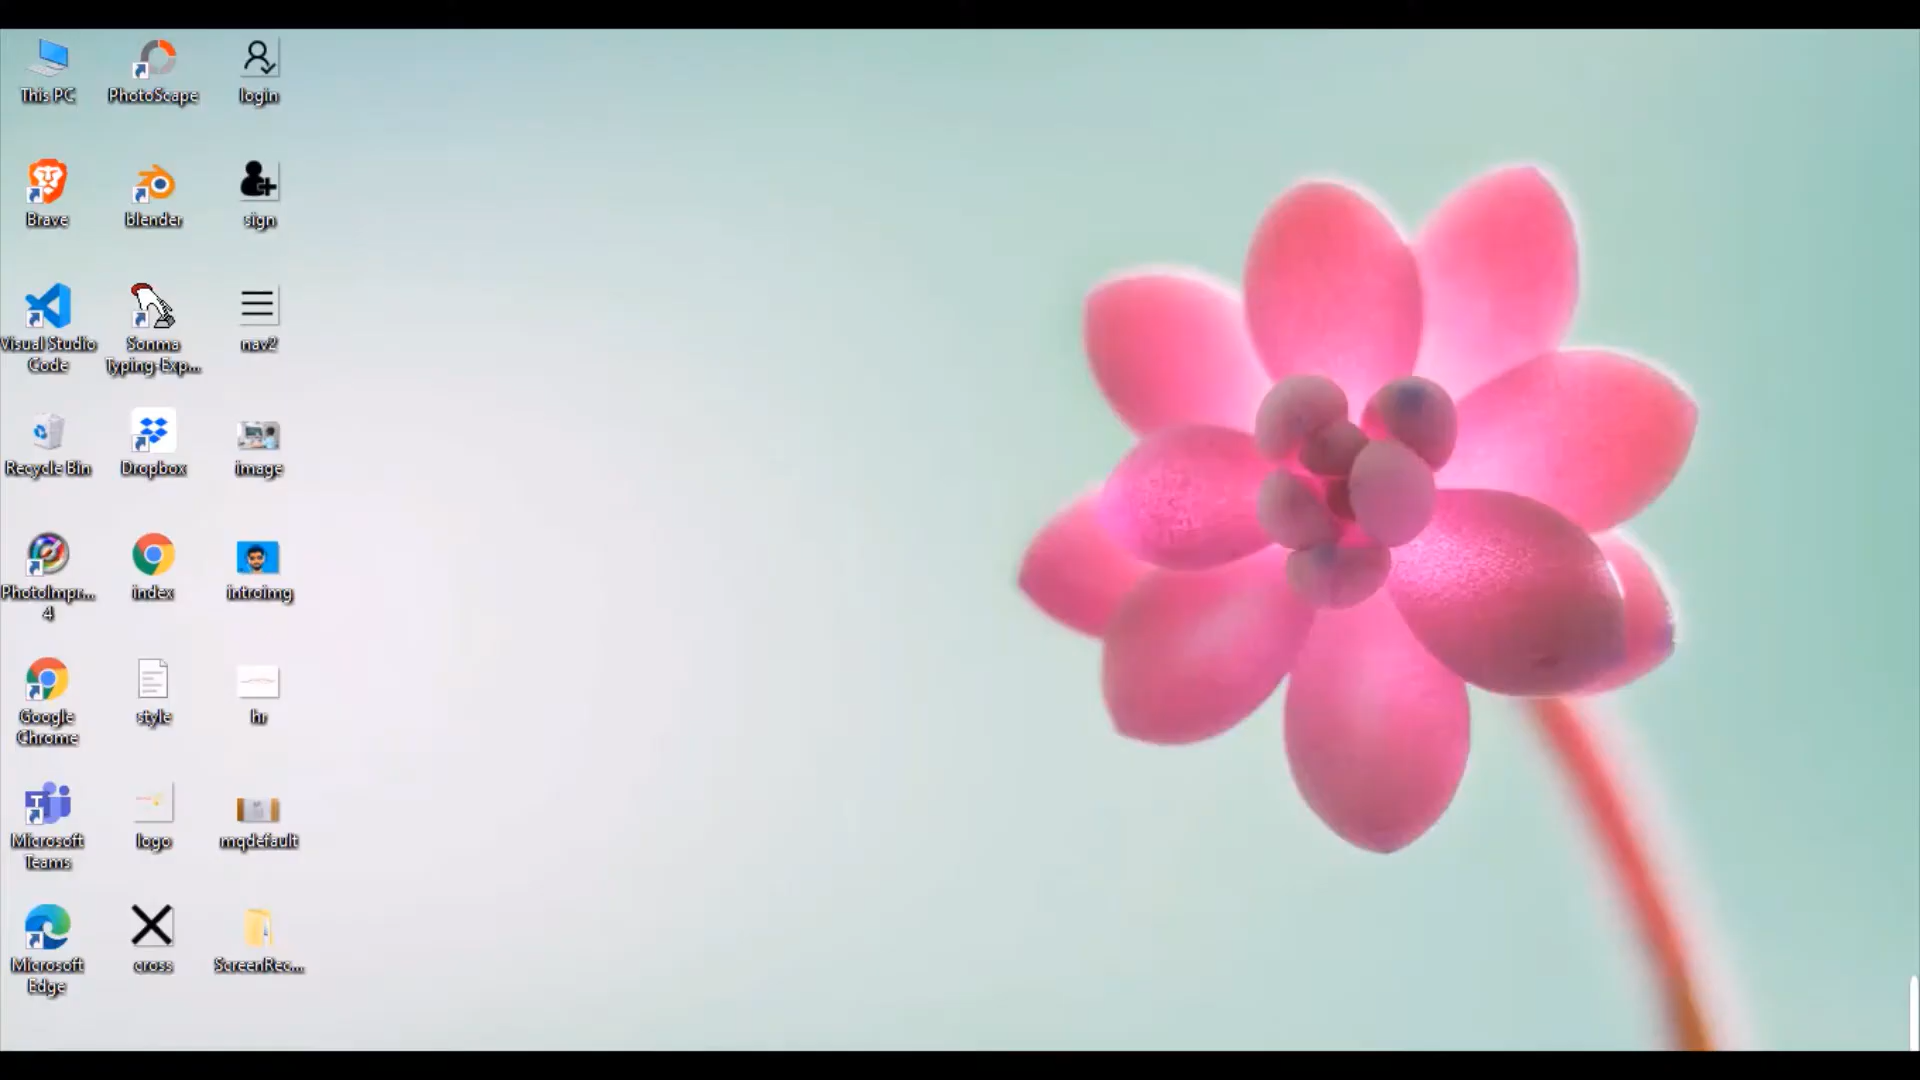 This PC
PhotoScape
login
Brave
blender
sign
Visual Studio
Code
Sonma
Typing-Exp...
nav2
Recycle Bin
Dropbox
image
PhotoImpr...
4
index
introimg
Google
Chrome
style
hr
Microsoft
Teams
logo
mqdefault
Microsoft
Edge
cross
ScreenRec...